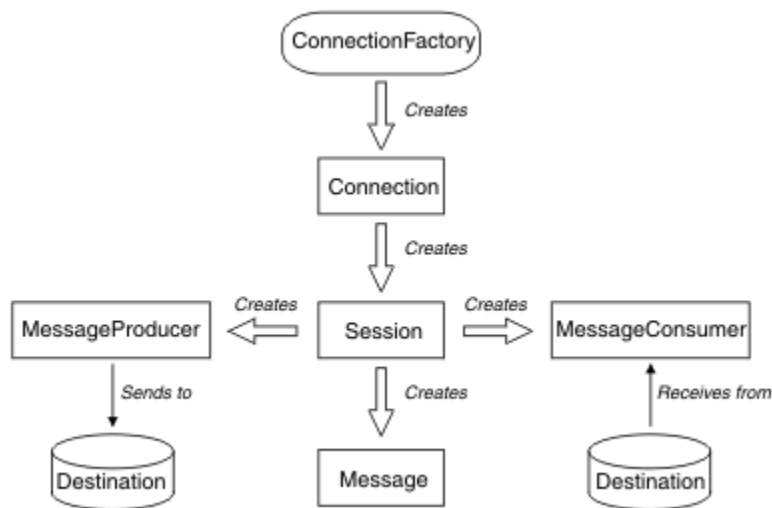 ConnectionFactory
Creates
Connection
Creates
Creates
Creates
MessageProducer
Session
MessageConsumer
Sends to
Creates
Receives from
Destination
Message
Destination